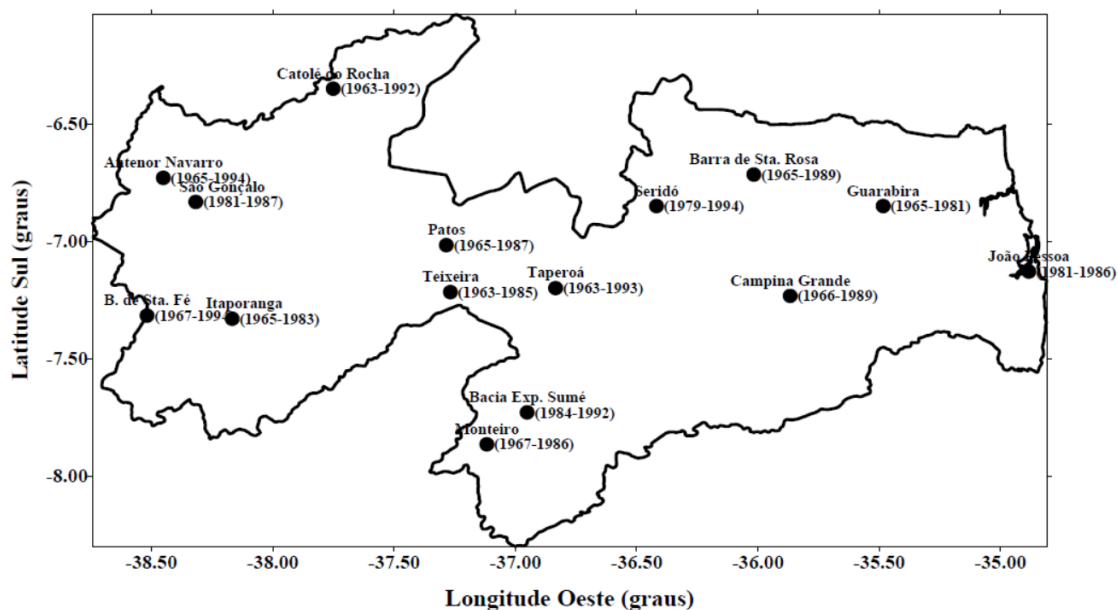 Catolé do Rocha
(1963-1992)
-6.50
Antenor Navarro
(1965-1994)
São Gonçalo
(1981-1987)
Barra de Sta. Rosa
(1965-1989)
Seridó
(1979-1994)
Guarabira
(1965-1981)
-7.00
Patos
(1965-1987)
João Pessoa
(1981-1986)
Teixeira
(1963-1985)
Taperoá
(1963-1993)
Campina Grande
(1966-1989)
B. de Sta. Fé
(1967-1994
Itaporanga
(1965-1983)
-7.50
Bacia Exp. Sumé
(1984-1992)
Monteiro
(1967-1986)
-8.00
Latitude Sul (graus)
-38.50 -38.00 -37.50 -37.00 -36.50 -36.00 -35.50 -35.00
Longitude Oeste (graus)